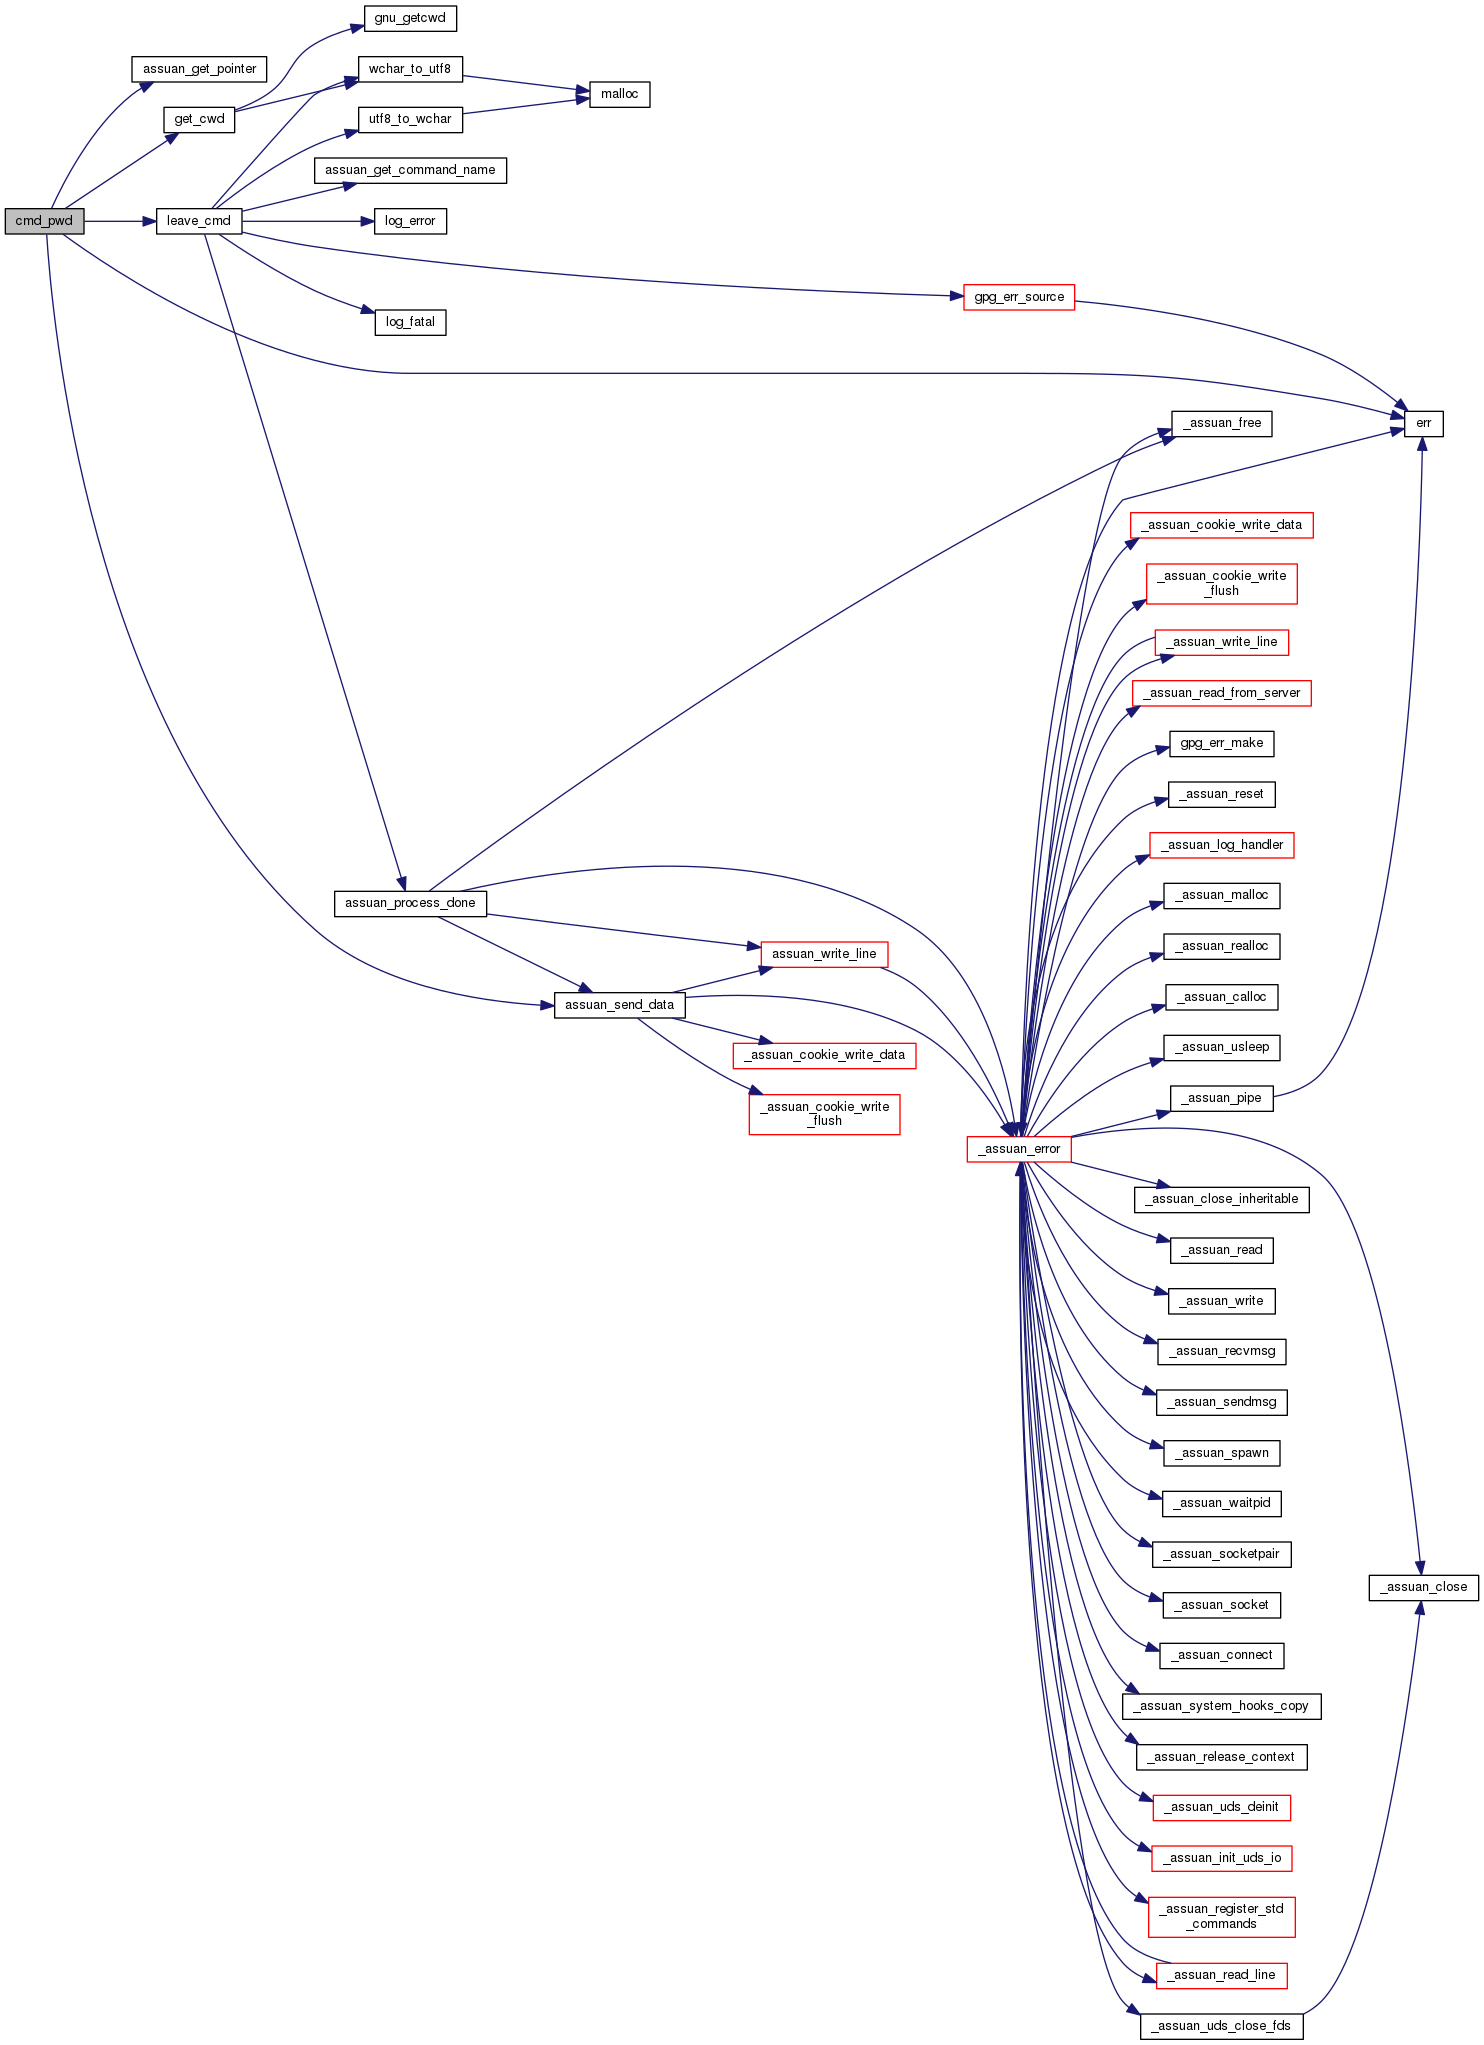 gnu_getcwd
assuan_get_pointer
wchar_to_utf8
malloc
get_cwd
utf8_to_wchar
assuan_get_command_name
cmd_pwd
leave_cmd
log_error
gpg_err_source
log_fatal
_assuan_free
err
_assuan_cookie_write_data
_assuan_cookie_write
_flush
_assuan_write_line
_assuan_read_from_server
gpg_err_make
_assuan_reset
_assuan_log_handler
_assuan_malloc
assuan_process_done
_assuan_realloc
assuan_write_line
_assuan_calloc
assuan_send_data
_assuan_usleep
_assuan_cookie_write_data
_assuan_pipe
_assuan_cookie_write
_flush
_assuan_error
_assuan_close_inheritable
_assuan_read
_assuan_write
_assuan_recvmsg
_assuan_sendmsg
_assuan_spawn
_assuan_waitpid
_assuan_socketpair
_assuan_close
_assuan_socket
_assuan_connect
_assuan_system_hooks_copy
_assuan_release_context
_assuan_uds_deinit
_assuan_init_uds_io
_assuan_register_std
_commands
_assuan_read_line
_assuan_uds_close_fds